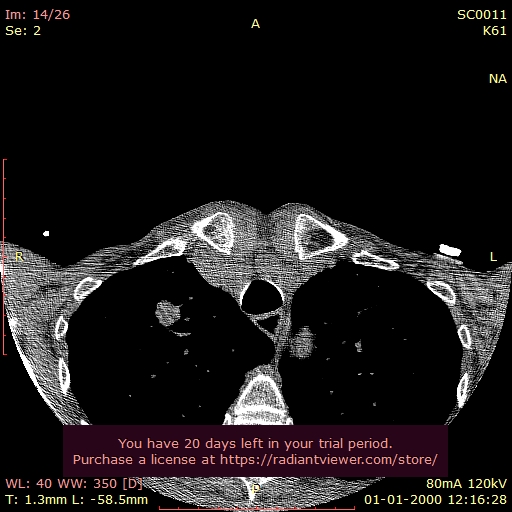 Im: 14/26
Se: 2
A
SC0011
K61
NA
R
L
You have 20 days left in your trial period.
Purchase a license at https://radiantviewer.com/store/
WL: 40 WW: 350 [D]
T: 1.3mm L: -58.5mm
P
80mA 120kV
01-01-2000 12:16:28